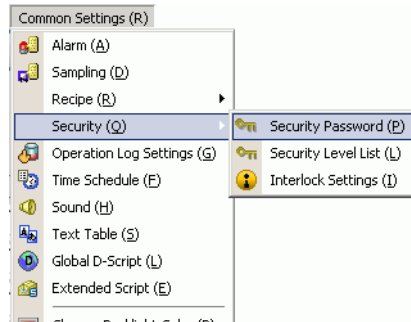 Common Settings (R)
Alarm (A)
Sampling (D)
Recipe (R)
Security (Q)
Security Password (P)
Security Level List (L)
Interlock Settings (I)
Operation Log Settings (G)
Time Schedule (F)
Sound (H)
Text Table (S)
Global D-Script (L)
Extended Script (E)